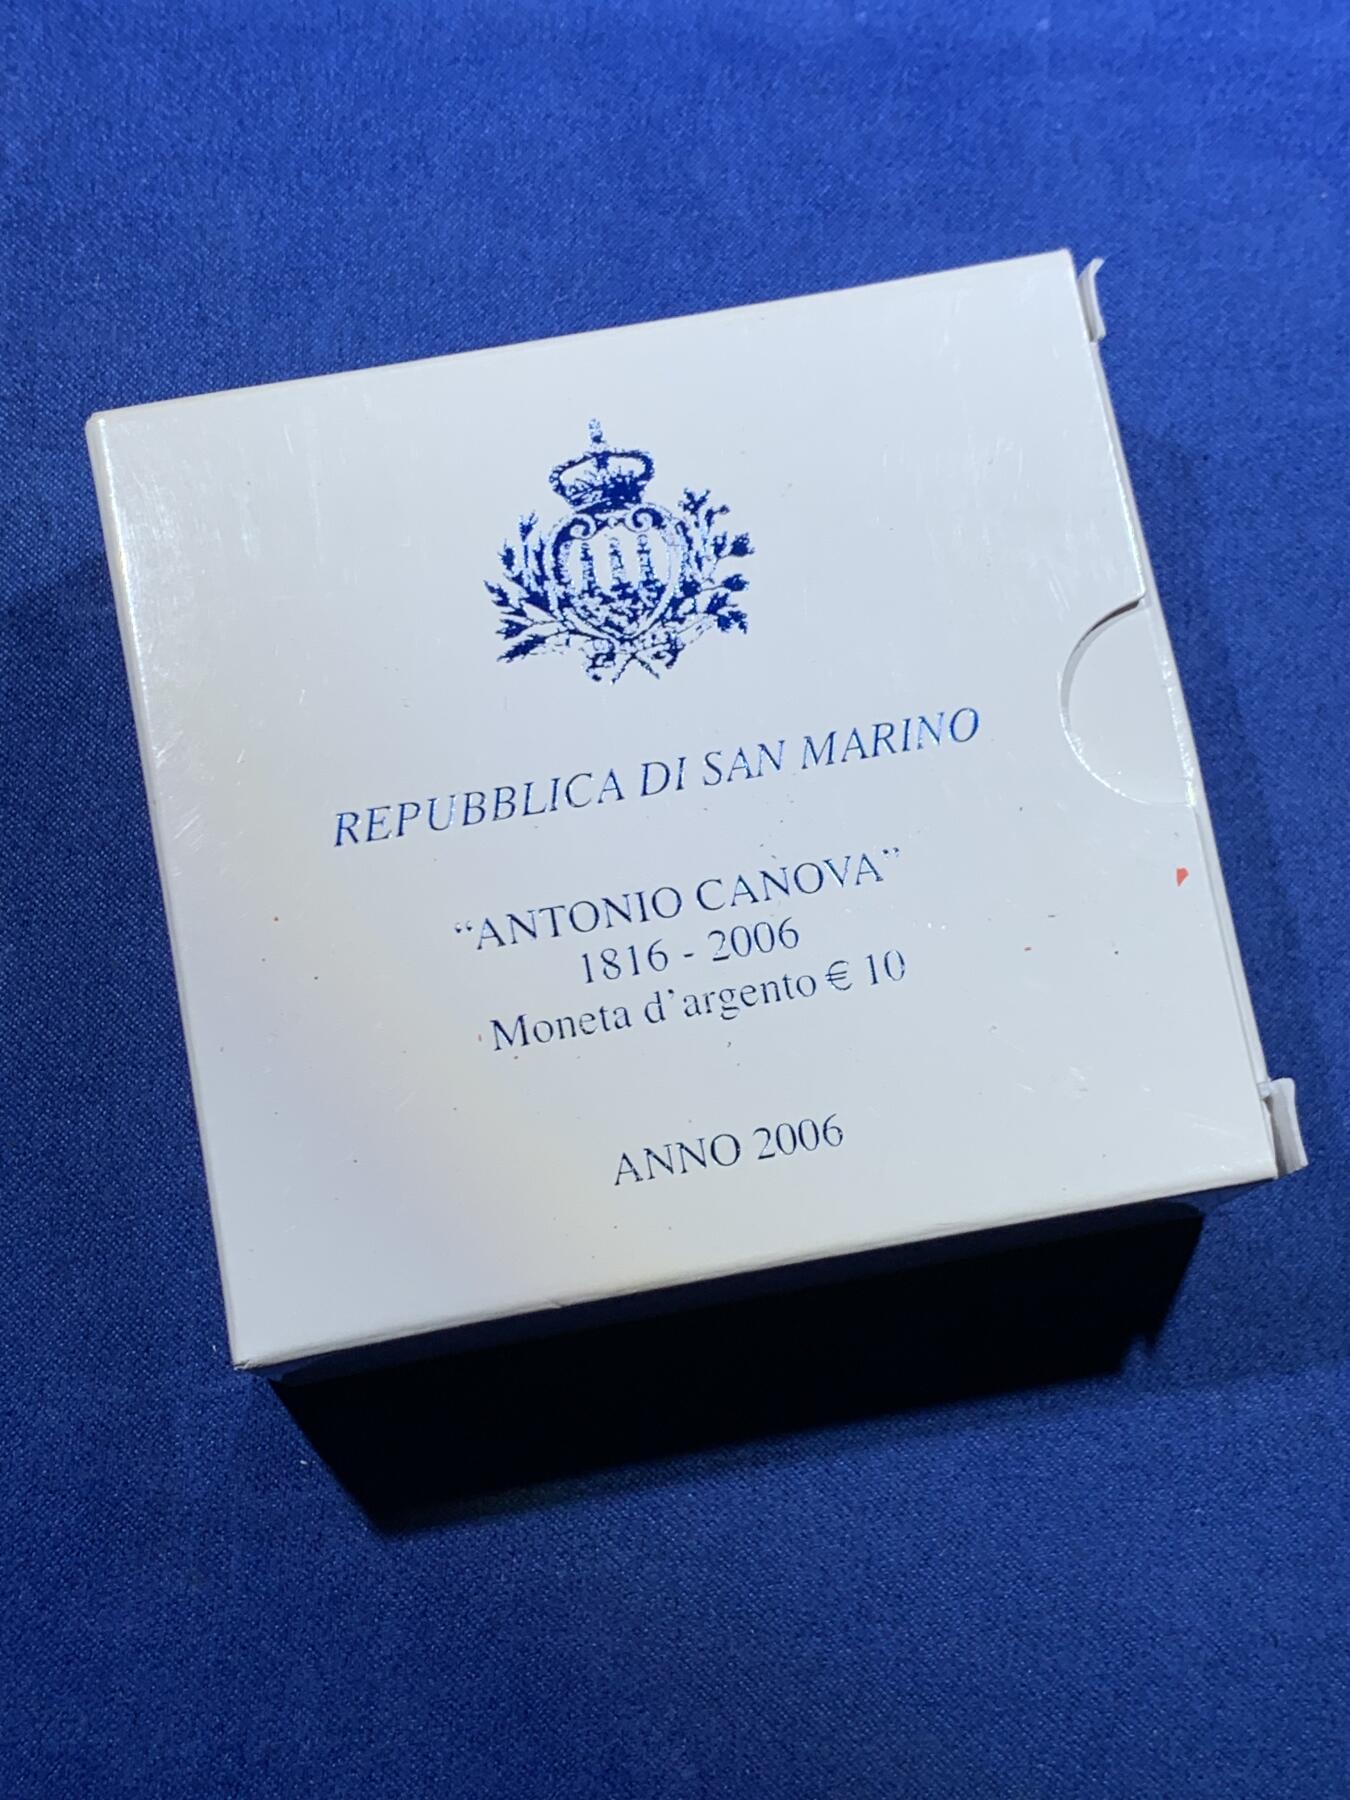 REPUBBLICA DI SAN MARINO
“ANTONIO CANOVA”
1816 - 2006
Moneta d’argento € 10
ANNO 2006